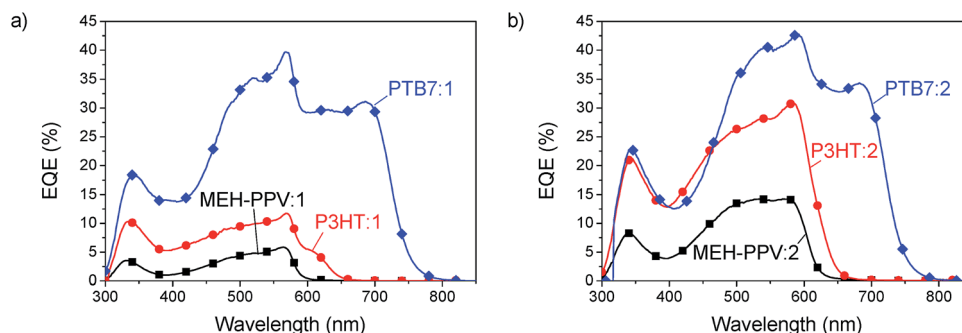 a)
45
40
35
30
25
20
15
10
5
0
EQE (%)
PTB7:1
MEH-PPV:1
P3HT:1
300 400 500 600 700 800
Wavelength (nm)
b)
45
40
35
30
25
20
15
10
5
0
EQE (%)
PTB7:2
P3HT:2
MEH-PPV:2
300 400 500 600 700 800
Wavelength (nm)